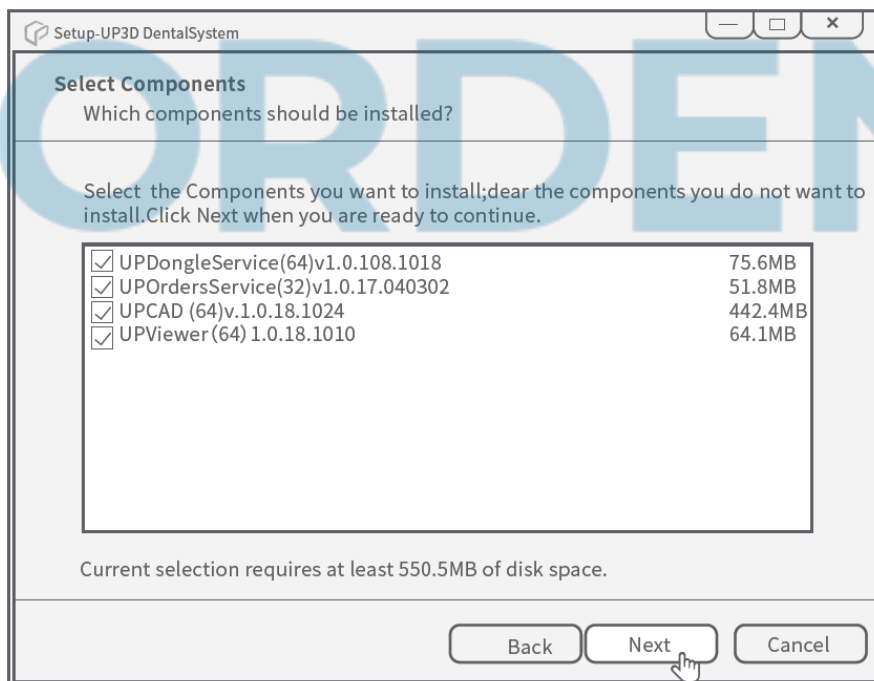 Setup-UP3D DentalSystem
Select Components
Which components should be installed?
Select the Components you want to install;dear the components you do not want to
install.Click Next when you are ready to continue.
UPDongleService(64)v1.0.108.1018 75.6MB
UPOrdersService(32)v1.0.17.040302 51.8MB
UPCAD (64)v.1.0.18.1024 442.4MB
UPViewer(64) 1.0.18.1010 64.1MB
Current selection requires at least 550.5MB of disk space.
Back Next Cancel
ORDEN